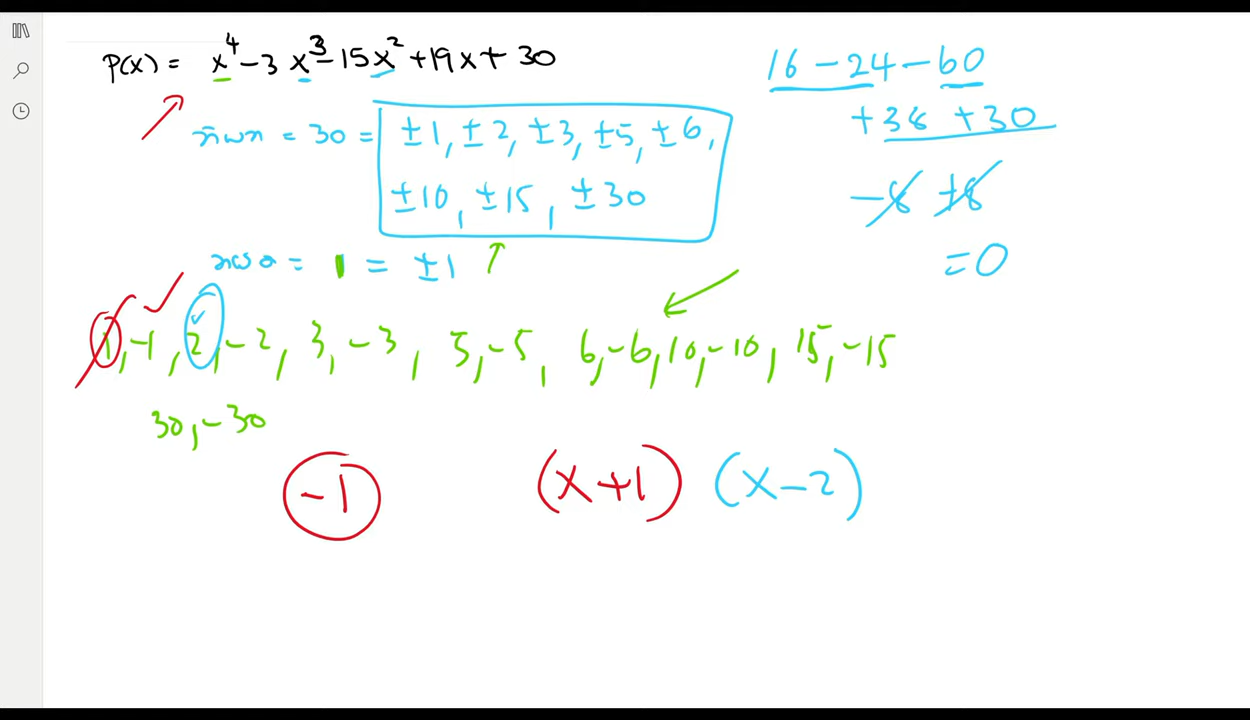 P(x) = x⁴ - 3x³ - 15x² + 19x + 30
= 30 = ±1, ±2, ±3, ±5, ±6,
±10, ±15, ±30
= 1 = ±1
1, -1, 2, -2, 3, -3, 5, -5, 6, -6, 10, -10, 15, -15
30, -30
-1 (x+1) (x-2)
16 - 24 - 60
+38 +30
-8 +8
= 0